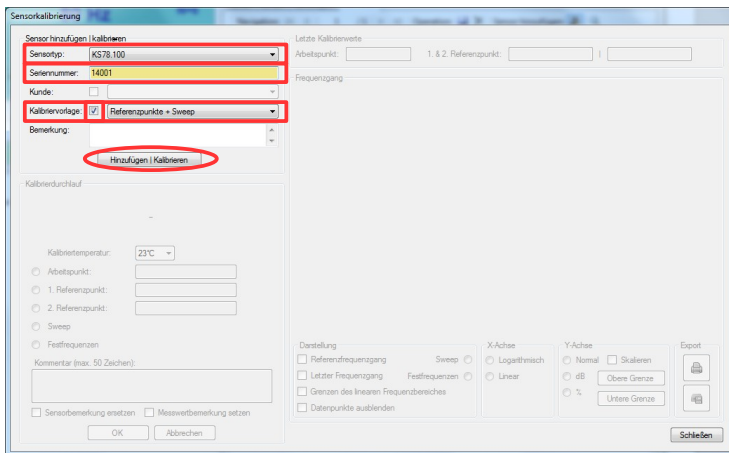 Sensorkalibrierung
Sensor hinzufügen | kalibrieren
Sensortyp: KS78.100
Seriennummer: 14001
Kunde:
Kalibriervorlage: Referenzpunkte + Sweep
Bemerkung:
Hinzufügen | Kalibrieren
Kalibrierdurchlauf
-
Kalibriertemperatur: 23°C
Arbeitspunkt:
1. Referenzpunkt:
2. Referenzpunkt:
Sweep
Festfrequenzen
Kommentar (max. 50 Zeichen):
Sensorbemerkung ersetzen Messwertbemerkung setzen
OK Abbrechen
Letzte Kalibrierwerte
Arbeitspunkt: 1. & 2. Referenzpunkt: |
Frequenzgang
Darstellung
Referenzfrequenzgang Sweep
Letzter Frequenzgang Festfrequenzen
Grenzen des linearen Frequenzbereiches
Datenpunkte ausblenden
X-Achse
Logarithmisch
Linear
Y-Achse
Normal Skalieren
dB Obere Grenze
% Untere Grenze
Export
Schließen